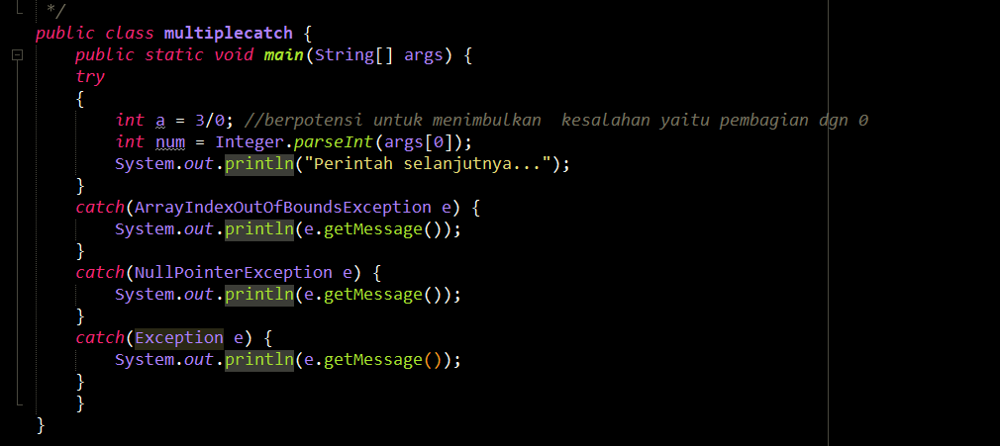 */
public class multiplecatch {
public static void main(String[] args) {
try
{
int a = 3/0; //berpotensi untuk menimbulkan  kesalahan yaitu pembagian dgn 0
int num = Integer.parseInt(args[0]);
System.out.println("Perintah selanjutnya...");
}
catch(ArrayIndexOutOfBoundsException e) {
System.out.println(e.getMessage());
}
catch(NullPointerException e) {
System.out.println(e.getMessage());
}
catch(Exception e) {
System.out.println(e.getMessage());
}
}
}